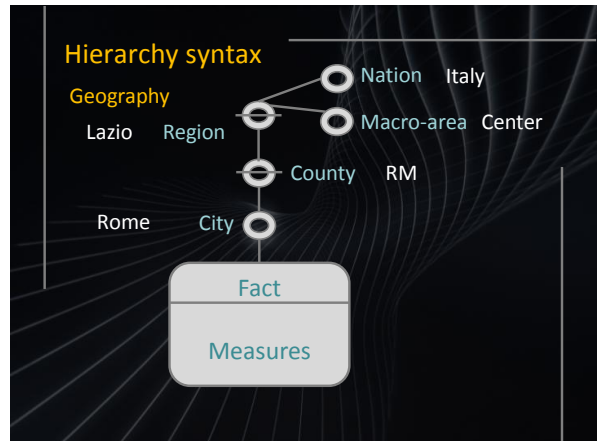 Hierarchy syntax
Nation Italy
Geography
Lazio Region
Macro-area Center
County RM
Rome City
Fact
Measures